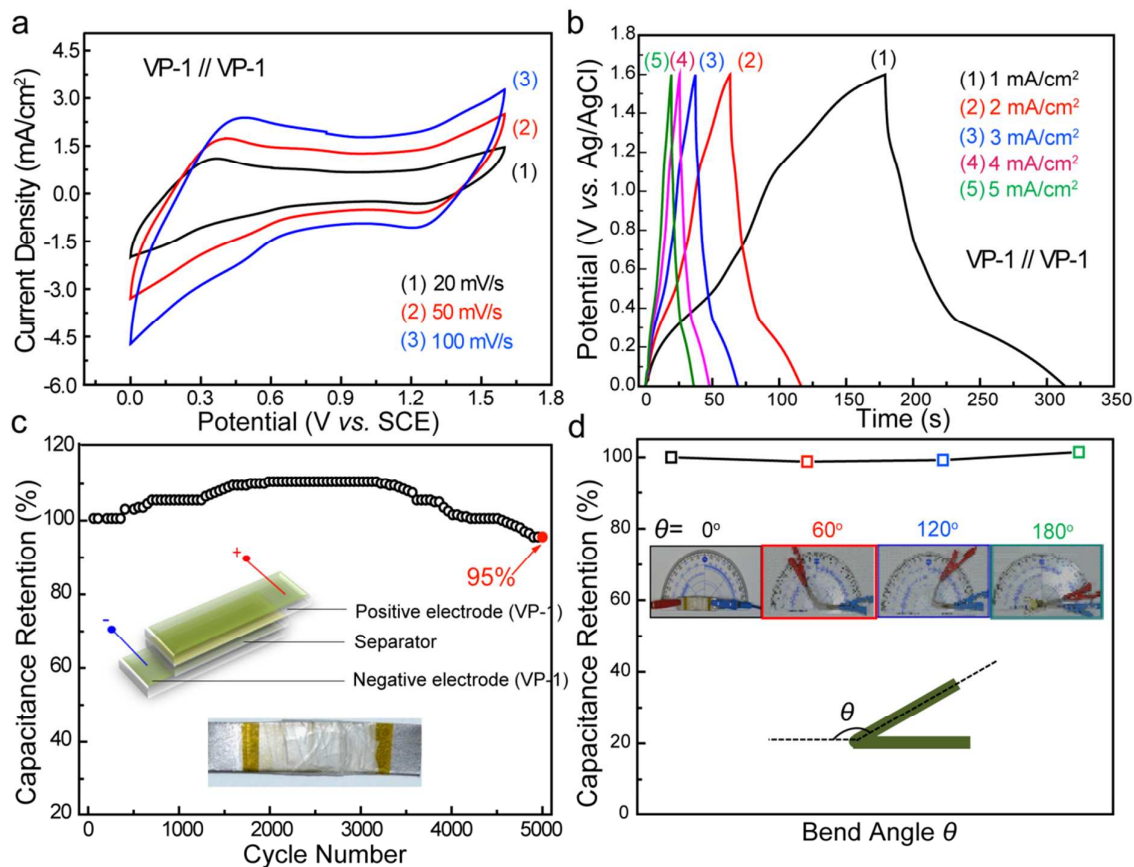 a
VP-1 // VP-1
4.5
3.0
1.5
0.0
-1.5
-3.0
-4.5
-6.0
Current Density (mA/cm²)
(3)
(2)
(1)
(1) 20 mV/s
(2) 50 mV/s
(3) 100 mV/s
0.0 0.3 0.6 0.9 1.2 1.5 1.8
Potential (V vs. SCE)
b
Potential (V vs. Ag/AgCl)
1.8
1.6
1.4
1.2
1.0
0.8
0.6
0.4
0.2
0.0
(5) (4) (3) (2) (1)
(1) 1 mA/cm²
(2) 2 mA/cm²
(3) 3 mA/cm²
(4) 4 mA/cm²
(5) 5 mA/cm²
VP-1 // VP-1
0 50 100 150 200 250 300 350
Time (s)
c
Capacitance Retention (%)
120
110
100
90
80
70
60
50
40
30
20
95%
+
-
Positive electrode (VP-1)
Separator
Negative electrode (VP-1)
0 1000 2000 3000 4000 5000
Cycle Number
d
Capacitance Retention (%)
100
80
60
40
20
0
θ= 0° 60° 120° 180°
θ
Bend Angle θ